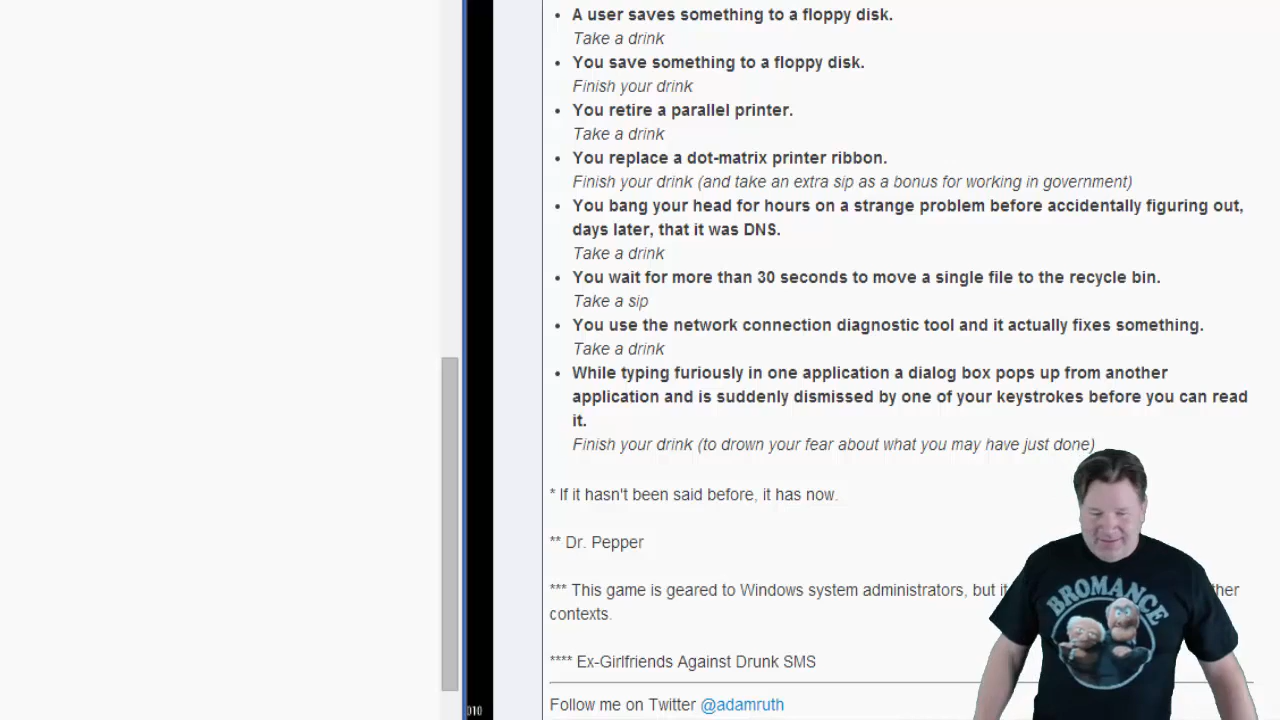 A user saves something to a floppy disk.
Take a drink
You save something to a floppy disk.
Finish your drink
You retire a parallel printer.
Take a drink
You replace a dot-matrix printer ribbon.
Finish your drink (and take an extra sip as a bonus for working in government)
You bang your head for hours on a strange problem before accidentally figuring out,
days later, that it was DNS.
Take a drink
You wait for more than 30 seconds to move a single file to the recycle bin.
Take a sip
You use the network connection diagnostic tool and it actually fixes something.
Take a drink
While typing furiously in one application a dialog box pops up from another
application and is suddenly dismissed by one of your keystrokes before you can read
it.
Finish your drink (to drown your fear about what you may have just done)
* If it hasn't been said before, it has now.
** Dr. Pepper
*** This game is geared to Windows system administrators, but
contexts.
**** Ex-Girlfriends Against Drunk SMS
Follow me on Twitter @adamruth
010
BROMANCE